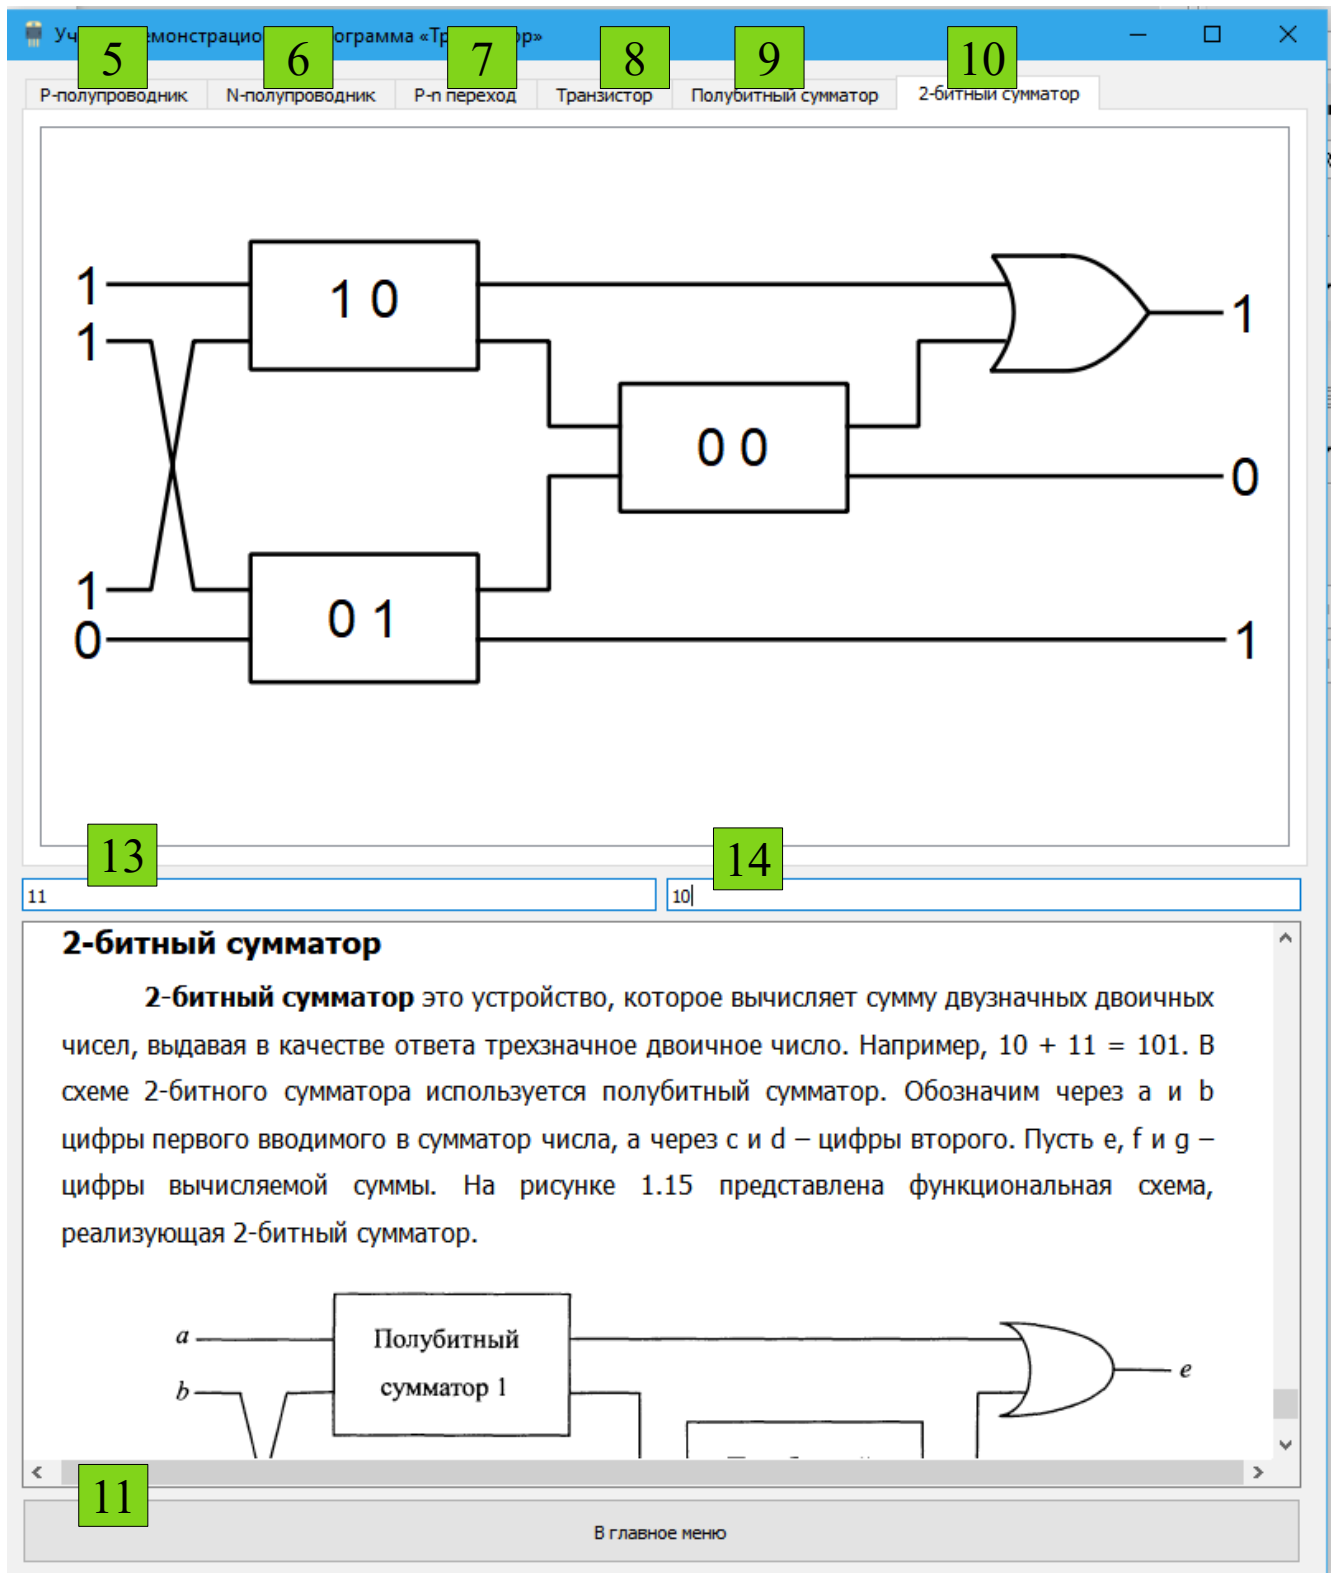 5 6 7 8 9 10
Р-полупроводник N-полупроводник Р-п переход Транзистор Полубитный сумматор 2-битный сумматор
1 1 0 1
1
0 0
0
1 0 1
0 1
13 14
11 10
2-битный сумматор
2-битный сумматор это устройство, которое вычисляет сумму двузначных двоичных
чисел, выдавая в качестве ответа трехзначное двоичное число. Например, 10 + 11 = 101. В
схеме 2-битного сумматора используется полубитный сумматор. Обозначим через a и b
цифры первого вводимого в сумматор числа, а через c и d – цифры второго. Пусть e, f и g –
цифры вычисляемой суммы. На рисунке 1.15 представлена функциональная схема,
реализующая 2-битный сумматор.
a Полубитный e
b сумматор 1
11
В главное меню